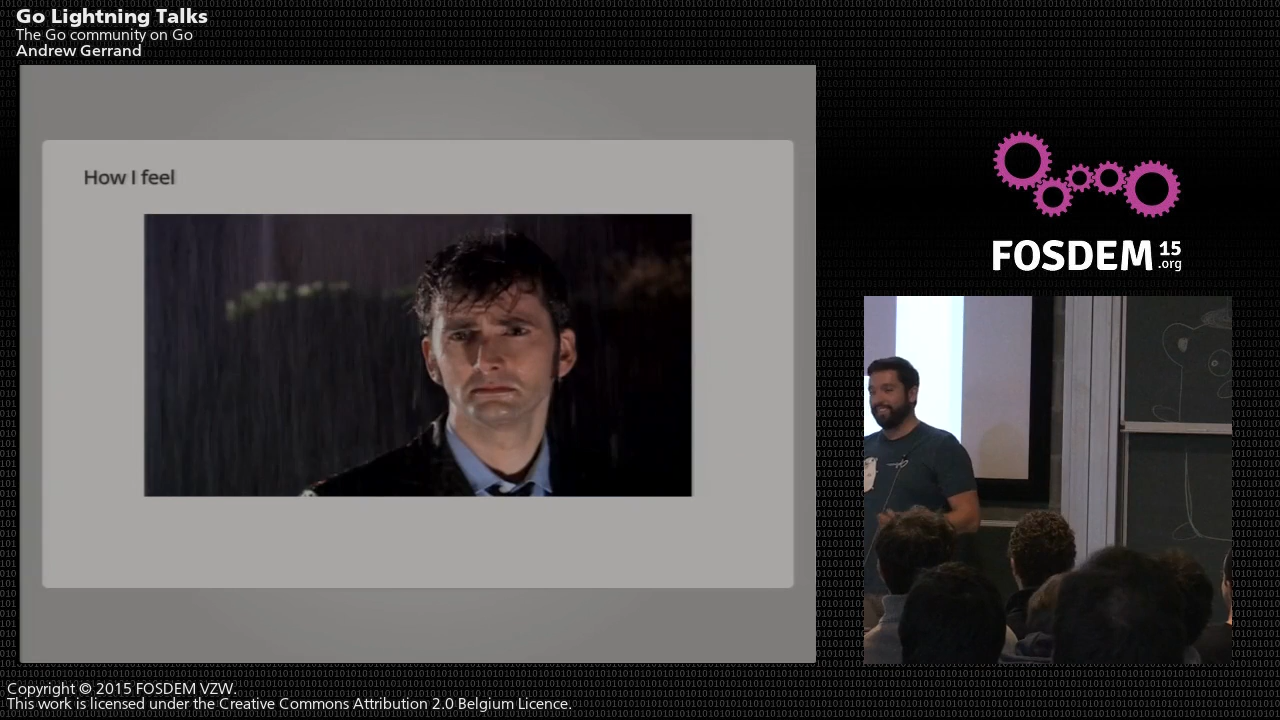 Go Lightning Talks
The Go community on Go
Andrew Gerrand
How I feel
FOSDEM 15
.org
Copyright © 2015 FOSDEM VZW.
This work is licensed under the Creative Commons Attribution 2.0 Belgium Licence.